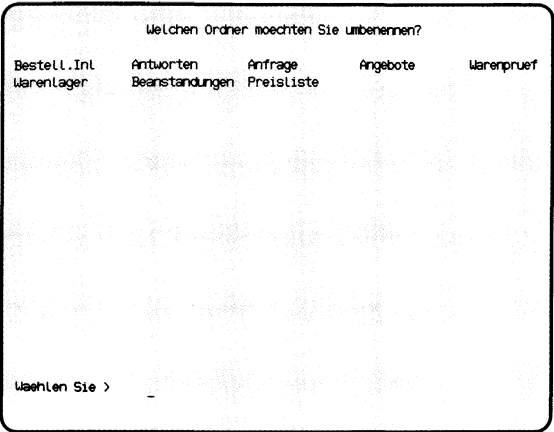 Welchen Ordner moechten Sie umbenennen?
Bestell.Inl Antworten Anfrage Angebote Warenpruef
Warenlager Beanstandungen Preisliste
Waehlen Sie > _